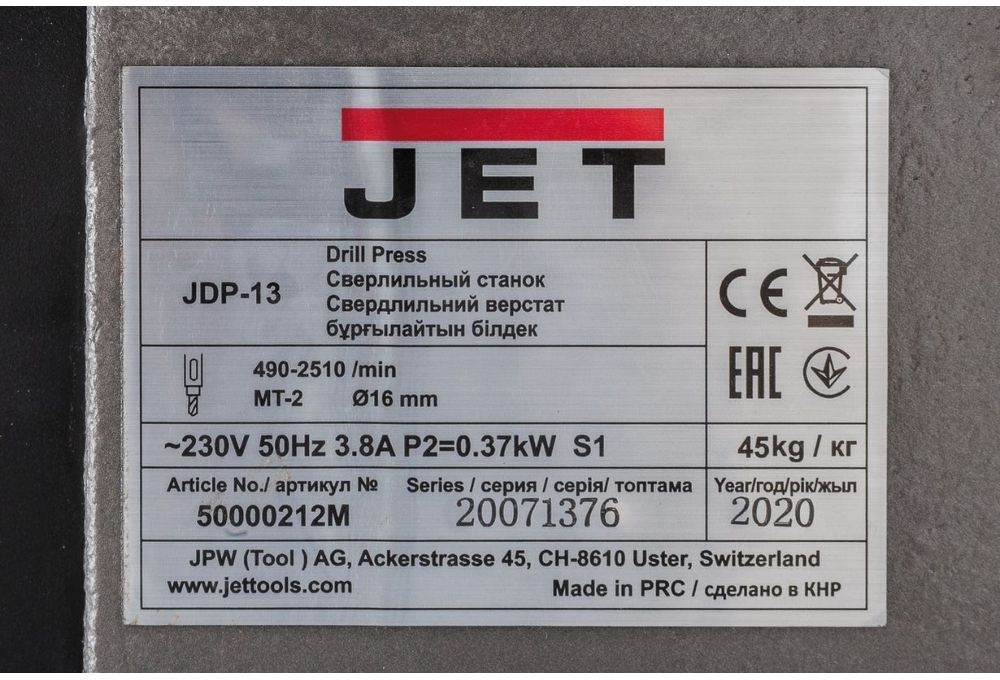 JET
JDP-13
Drill Press
Сверлильный станок
Свердлильний верстат
бұрғылайтын білдек
CE
EAC
490-2510 /min
MT-2 Ø16 mm
~230V 50Hz 3.8A P2=0.37kW S1
45kg / кг
Article No./ артикул №
50000212M
Series / серия / серія/ топтама
20071376
Year/год/рік/жыл
2020
JPW (Tool ) AG, Ackerstrasse 45, CH-8610 Uster, Switzerland
www.jettools.com
Made in PRC / сделано в КНР